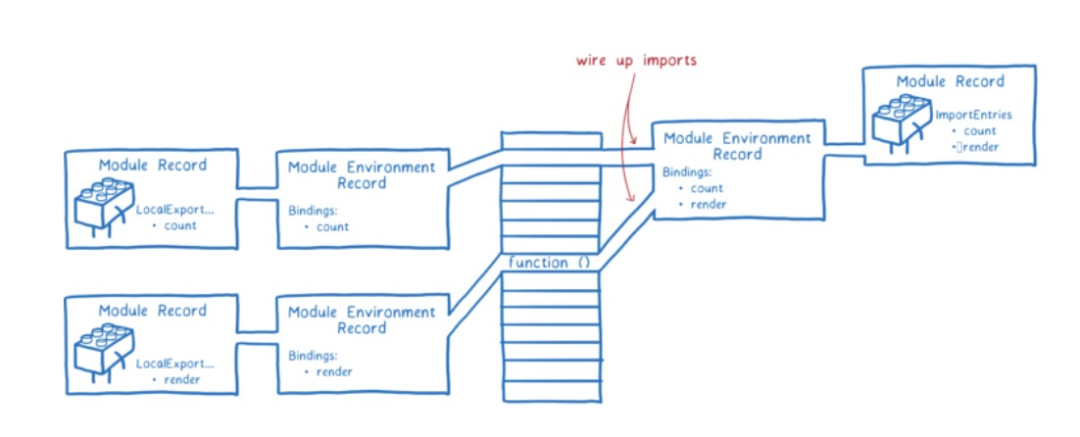 wire up imports
Module Record
LocalExport...
• count
Module Environment
Record
Bindings:
• count
Module Record
LocalExport...
• render
Module Environment
Record
Bindings:
• render
function ()
Module Environment
Record
Bindings:
• count
• render
Module Record
ImportEntries
• count
•▯render